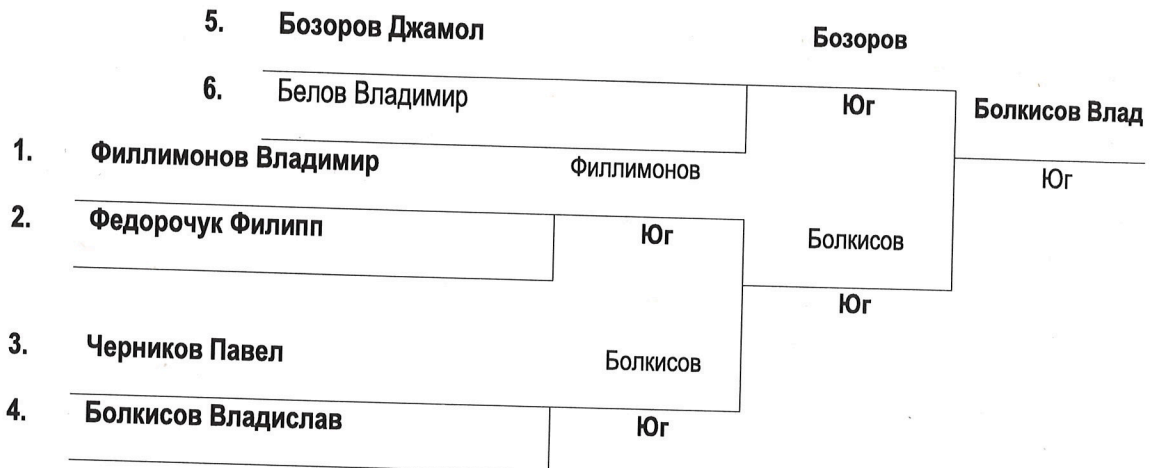 5. Бозоров Джамол Бозоров
6. Белов Владимир Юг Болкисов Влад
1. Филлимонов Владимир Филлимонов Юг
2. Федорочук Филипп Юг Болкисов
Юг
3. Черников Павел Болкисов
4. Болкисов Владислав Юг